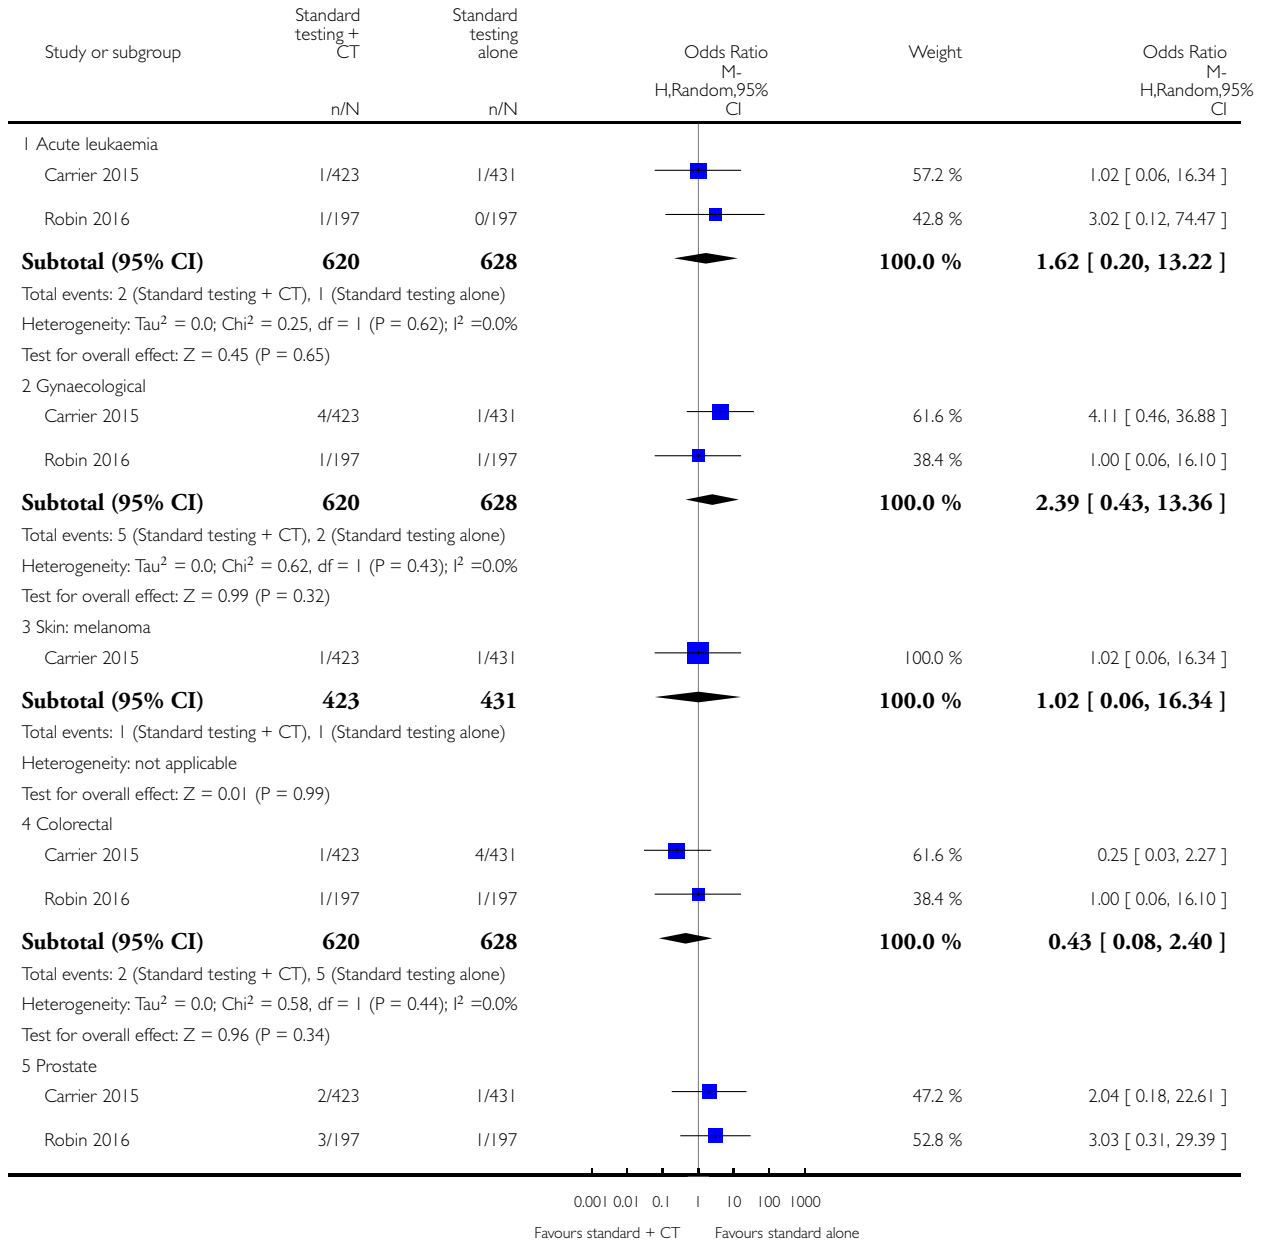 Study or subgroup Standard testing + CT Standard testing alone Odds Ratio Weight Odds Ratio
n/N n/N M-H,Random,95% CI M-H,Random,95% CI
1 Acute leukaemia
Carrier 2015 1/423 1/431 57.2 % 1.02 [ 0.06, 16.34 ]
Robin 2016 1/197 0/197 42.8 % 3.02 [ 0.12, 74.47 ]
Subtotal (95% CI) 620 628 100.0 % 1.62 [ 0.20, 13.22 ]
Total events: 2 (Standard testing + CT), 1 (Standard testing alone)
Heterogeneity: Tau² = 0.0; Chi² = 0.25, df = 1 (P = 0.62); I² =0.0%
Test for overall effect: Z = 0.45 (P = 0.65)
2 Gynaecological
Carrier 2015 4/423 1/431 61.6 % 4.11 [ 0.46, 36.88 ]
Robin 2016 1/197 1/197 38.4 % 1.00 [ 0.06, 16.10 ]
Subtotal (95% CI) 620 628 100.0 % 2.39 [ 0.43, 13.36 ]
Total events: 5 (Standard testing + CT), 2 (Standard testing alone)
Heterogeneity: Tau² = 0.0; Chi² = 0.62, df = 1 (P = 0.43); I² =0.0%
Test for overall effect: Z = 0.99 (P = 0.32)
3 Skin: melanoma
Carrier 2015 1/423 1/431 100.0 % 1.02 [ 0.06, 16.34 ]
Subtotal (95% CI) 423 431 100.0 % 1.02 [ 0.06, 16.34 ]
Total events: 1 (Standard testing + CT), 1 (Standard testing alone)
Heterogeneity: not applicable
Test for overall effect: Z = 0.01 (P = 0.99)
4 Colorectal
Carrier 2015 1/423 4/431 61.6 % 0.25 [ 0.03, 2.27 ]
Robin 2016 1/197 1/197 38.4 % 1.00 [ 0.06, 16.10 ]
Subtotal (95% CI) 620 628 100.0 % 0.43 [ 0.08, 2.40 ]
Total events: 2 (Standard testing + CT), 5 (Standard testing alone)
Heterogeneity: Tau² = 0.0; Chi² = 0.58, df = 1 (P = 0.44); I² =0.0%
Test for overall effect: Z = 0.96 (P = 0.34)
5 Prostate
Carrier 2015 2/423 1/431 47.2 % 2.04 [ 0.18, 22.61 ]
Robin 2016 3/197 1/197 52.8 % 3.03 [ 0.31, 29.39 ]
0.001 0.01 0.1 1 10 100 1000
Favours standard + CT Favours standard alone